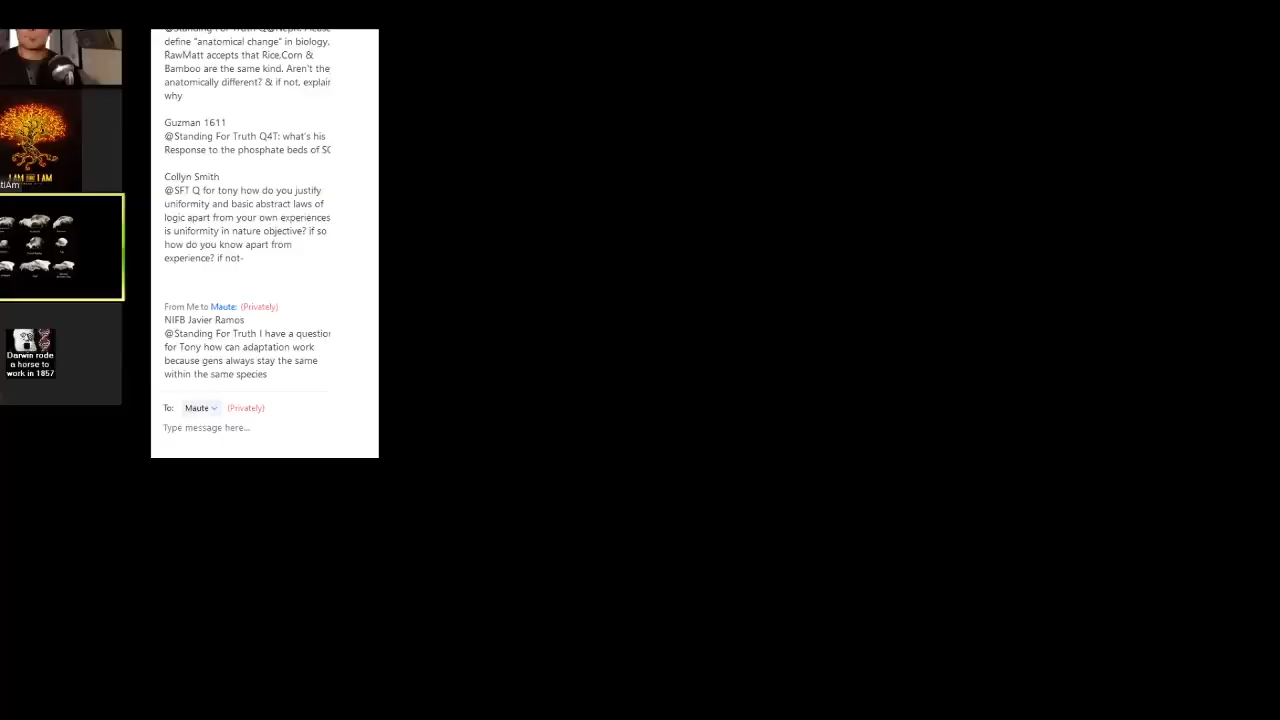 define "anatomical change" in biology.
RawMatt accepts that Rice,Corn &
Bamboo are the same kind. Aren't the
anatomically different? & if not, explain
why
Guzman 1611
@Standing For Truth Q4T: what's his
Response to the phosphate beds of SC
Collyn Smith
@SFT Q for tony how do you justify
uniformity and basic abstract laws of
logic apart from your own experiences
is uniformity in nature objective? if so
how do you know apart from
experience? if not-
From Me to Maute: (Privately)
NIFB Javier Ramos
@Standing For Truth I have a question
for Tony how can adaptation work
because gens always stay the same
within the same species
To: Maute (Privately)
Type message here...
I AM THE I AM
tIAm
Darwin rode
a horse to
work in 1857